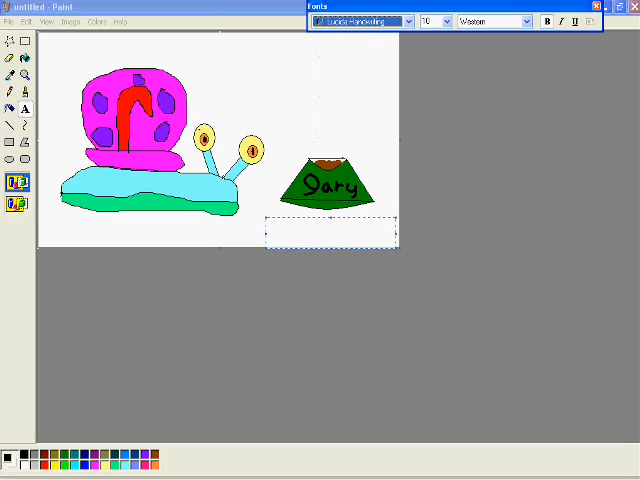 untitled - Paint
File Edit View Image Colors Help
Fonts
Lucida Handwriting 10 Western B I U
A
Gary